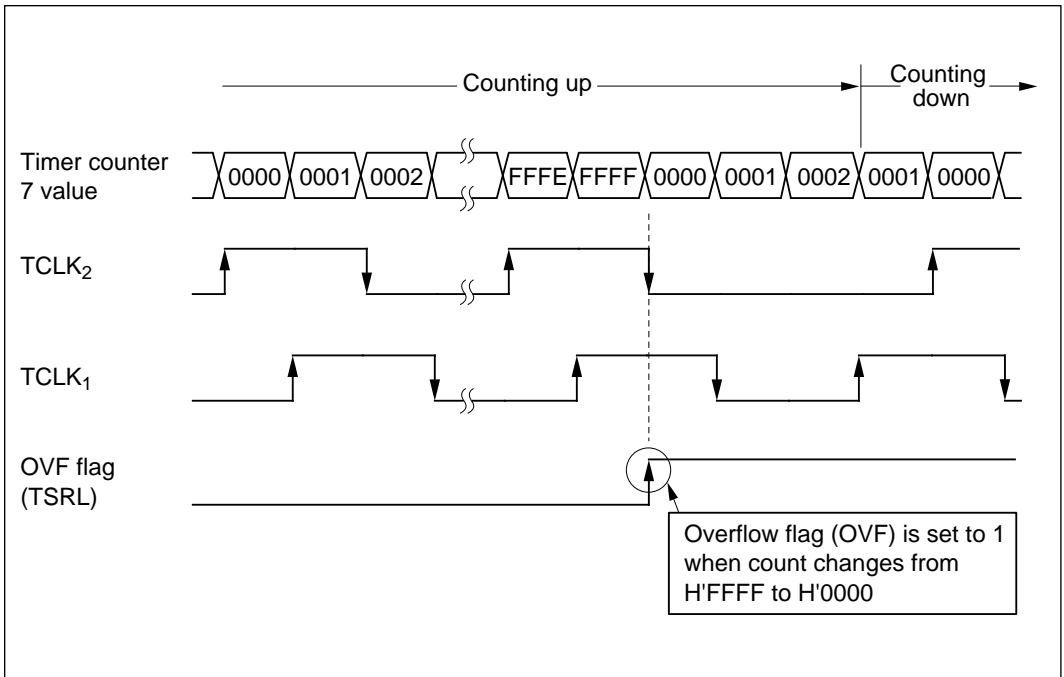 Counting up
Counting
down
Timer counter
7 value
0000 0001 0002 FFFE FFFF 0000 0001 0002 0001 0000
TCLK2
TCLK1
OVF flag
(TSRL)
Overflow flag (OVF) is set to 1
when count changes from
H'FFFF to H'0000